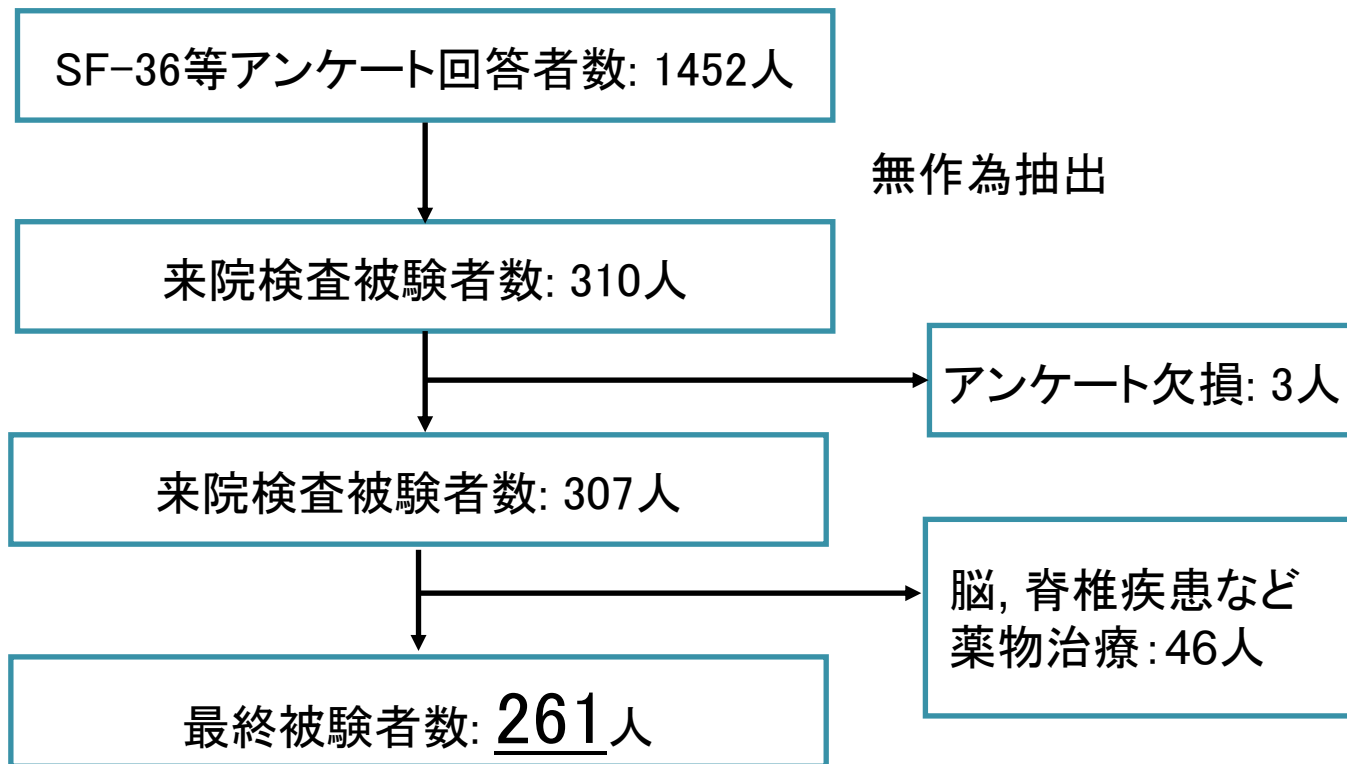 SF-36等アンケート回答者数: 1452人
無作為抽出
来院検査被験者数: 310人
アンケート欠損: 3人
来院検査被験者数: 307人
脳, 脊椎疾患など
薬物治療:46人
最終被験者数: 261人